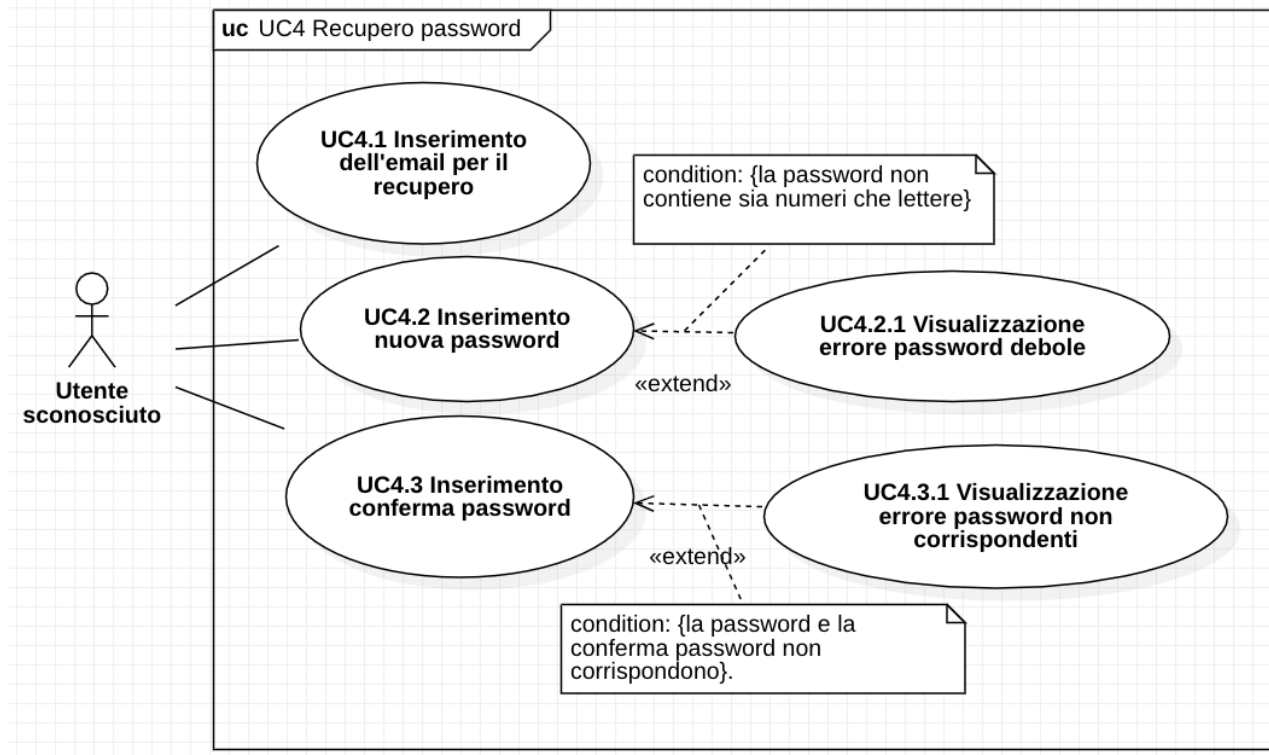 uc UC4 Recupero password
UC4.1 Inserimento
dell'email per il
recupero
condition: {la password non
contiene sia numeri che lettere}
UC4.2 Inserimento
nuova password
UC4.2.1 Visualizzazione
errore password debole
«extend»
Utente
sconosciuto
UC4.3 Inserimento
conferma password
UC4.3.1 Visualizzazione
errore password non
corrispondenti
«extend»
condition: {la password e la
conferma password non
corrispondono}.